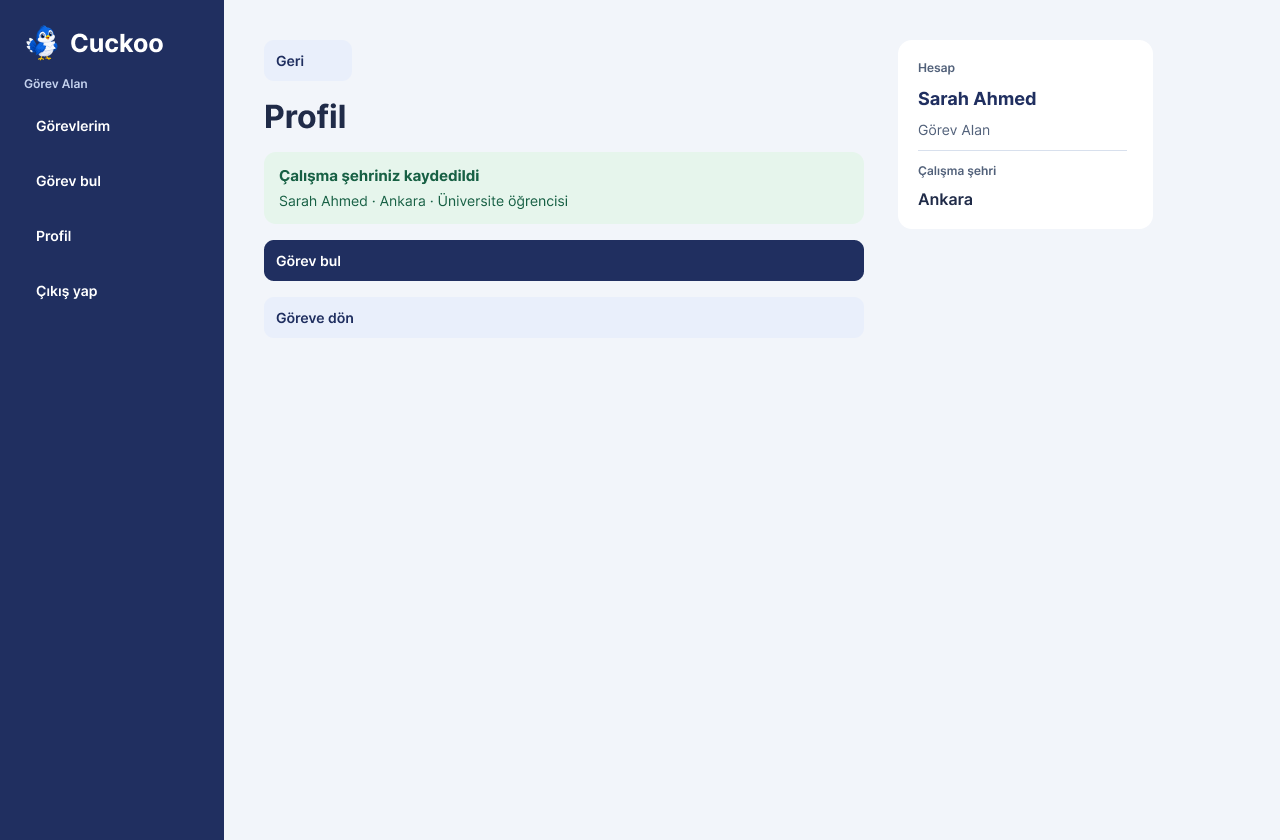 Cuckoo
Görev Alan
Görevlerim
Görev bul
Profil
Çıkış yap
Geri
Profil
Çalışma şehriniz kaydedildi
Sarah Ahmed · Ankara · Üniversite öğrencisi
Görev bul
Göreve dön
Hesap
Sarah Ahmed
Görev Alan
Çalışma şehri
Ankara